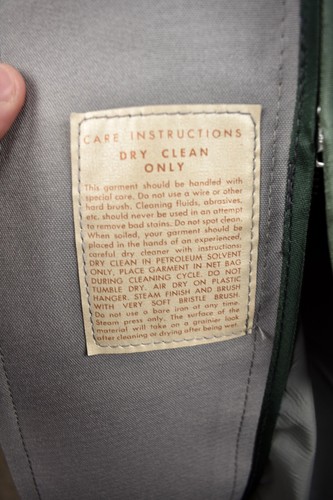 CARE INSTRUCTIONS
DRY CLEAN
ONLY
This garment should be handled with
special care. Do not use a wire or other
hard brush. Cleaning fluids, abrasives,
etc. should never be used in an attempt
to remove bad stains. Do not spot clean.
When soiled, your garment should be
placed in the hands of an experienced,
careful dry cleaner with instructions:
DRY CLEAN IN PETROLEUM SOLVENT
ONLY, PLACE GARMENT IN NET BAG
DURING CLEANING CYCLE. DO NOT
TUMBLE DRY. AIR DRY ON PLASTIC
HANGER. STEAM FINISH AND BRUSH
WITH VERY SOFT BRISTLE BRUSH.
Do not use a bare iron at any time.
Steam press only. The surface of the
material will take on a grainier look
after cleaning or drying after being wet.